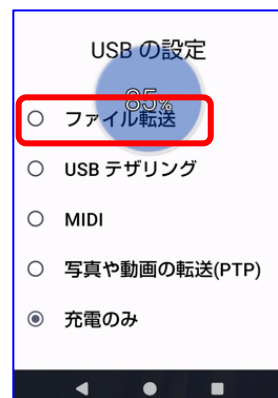 USB の設定
85%
ファイル転送
USB テザリング
MIDI
写真や動画の転送(PTP)
充電のみ